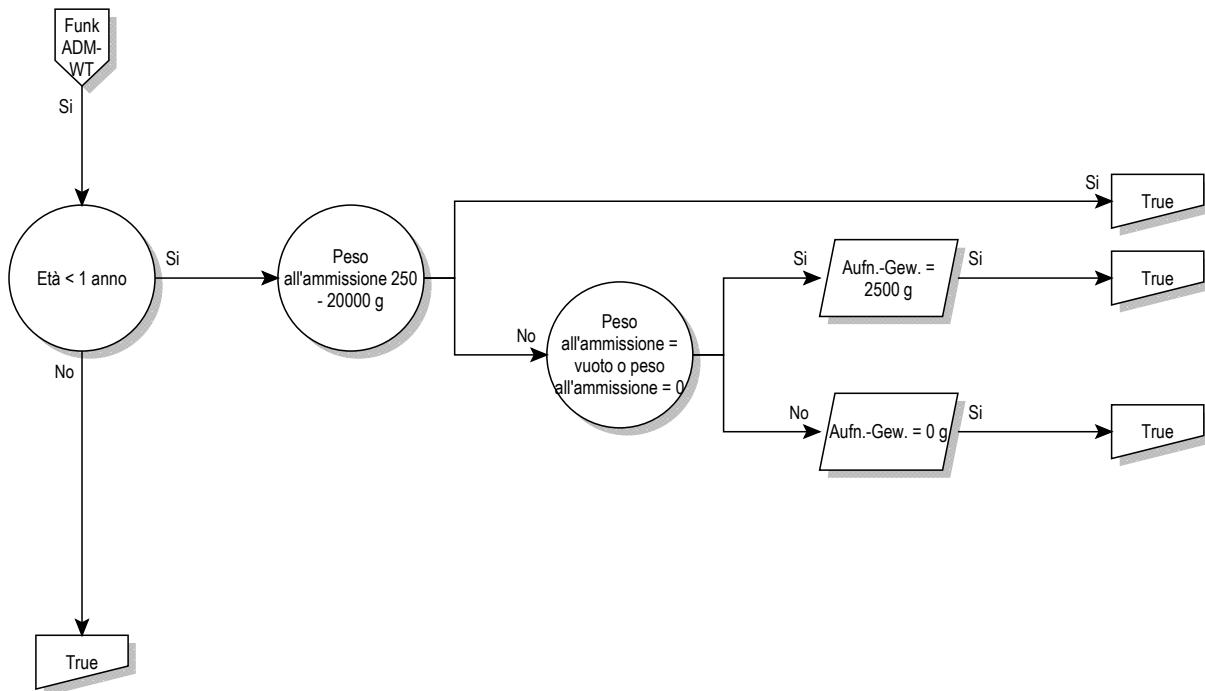 Funk
ADM-
WT
Si
Si
True
Età < 1 anno
Si
Peso
all'ammissione 250
- 20000 g
Si
Aufn.-Gew. =
2500 g
Si
True
No
Peso
all'ammissione =
vuoto o peso
all'ammissione = 0
No
No
Aufn.-Gew. = 0 g
Si
True
True